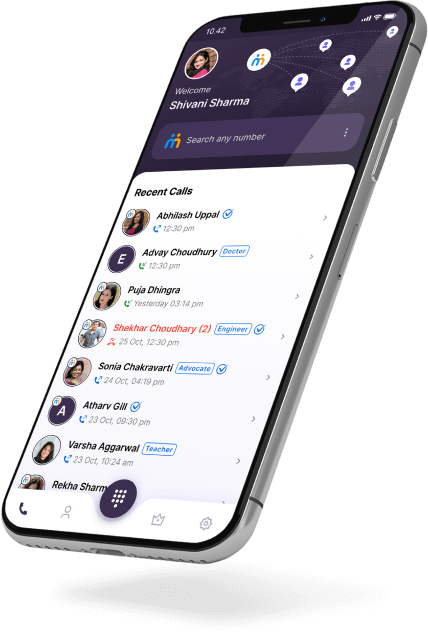 10.42
Welcome
Shivani Sharma
Search any number
Recent Calls
Abhilash Uppal
12:30 pm
E
Advay Choudhury Doctor
12:30 pm
Puja Dhingra
Yesterday 03:14 pm
Shekhar Choudhary (2) Engineer
25 Oct, 12:30 pm
Sonia Chakravarti Advocate
24 Oct, 04:19 pm
A
Atharv Gill
23 Oct, 09:30 pm
Varsha Aggarwal Teacher
23 Oct, 10:24 am
Rekha Sharm